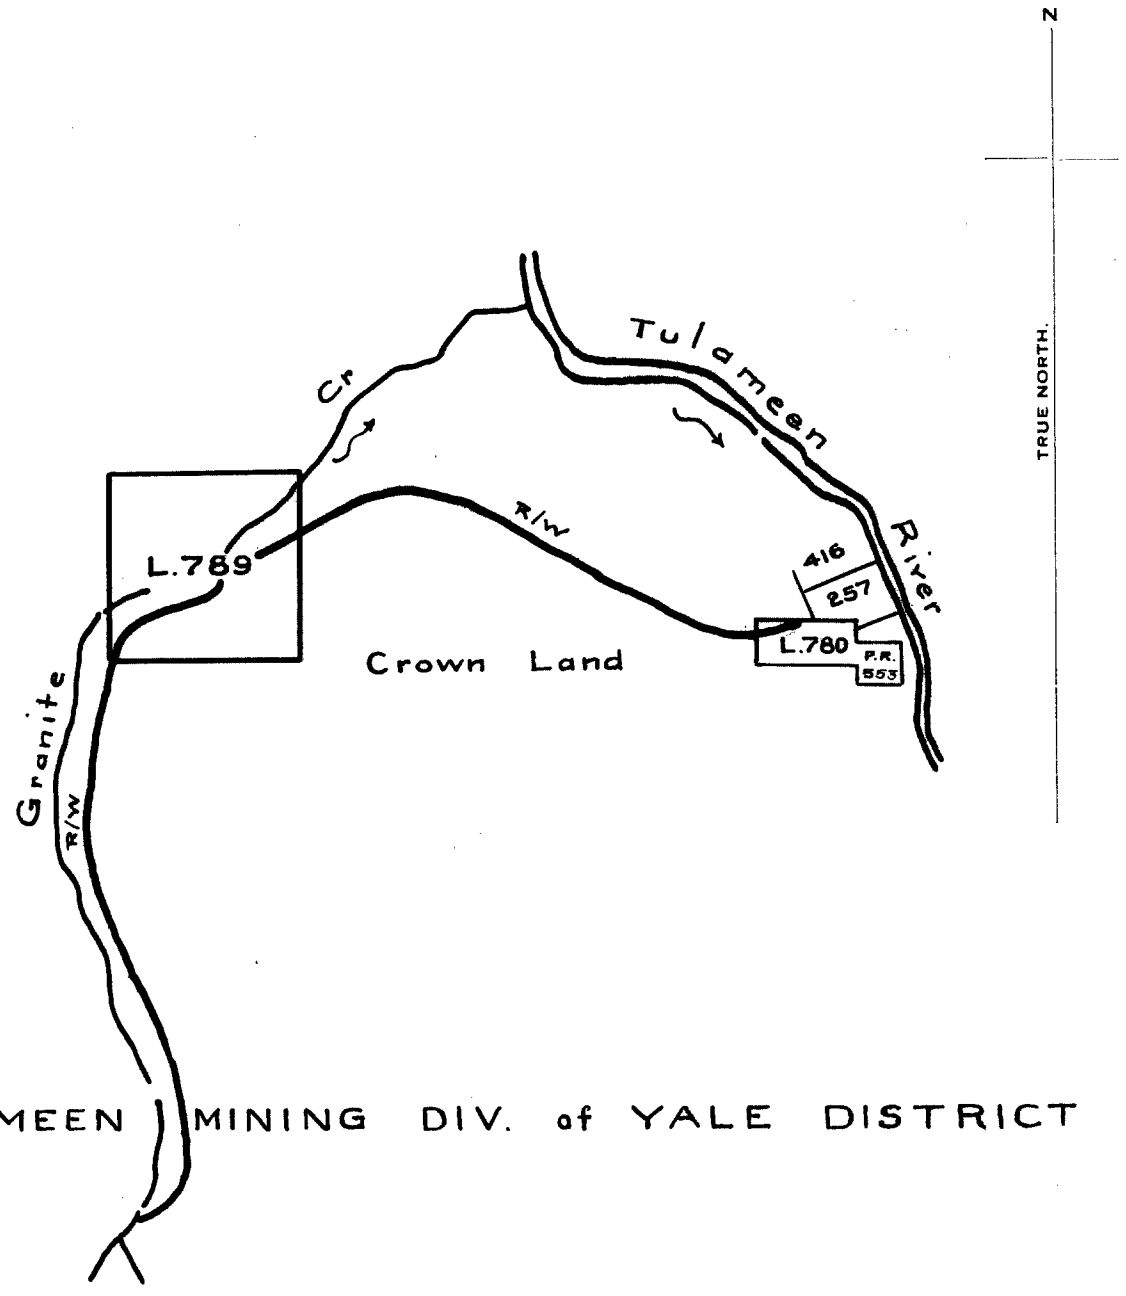 N
TRUE NORTH.
Tulameen
River
Cr
R/W
416
257
L.789
L.780
P.R.
553
Crown Land
Granite
R/W
MEEN MINING DIV. of YALE DISTRICT